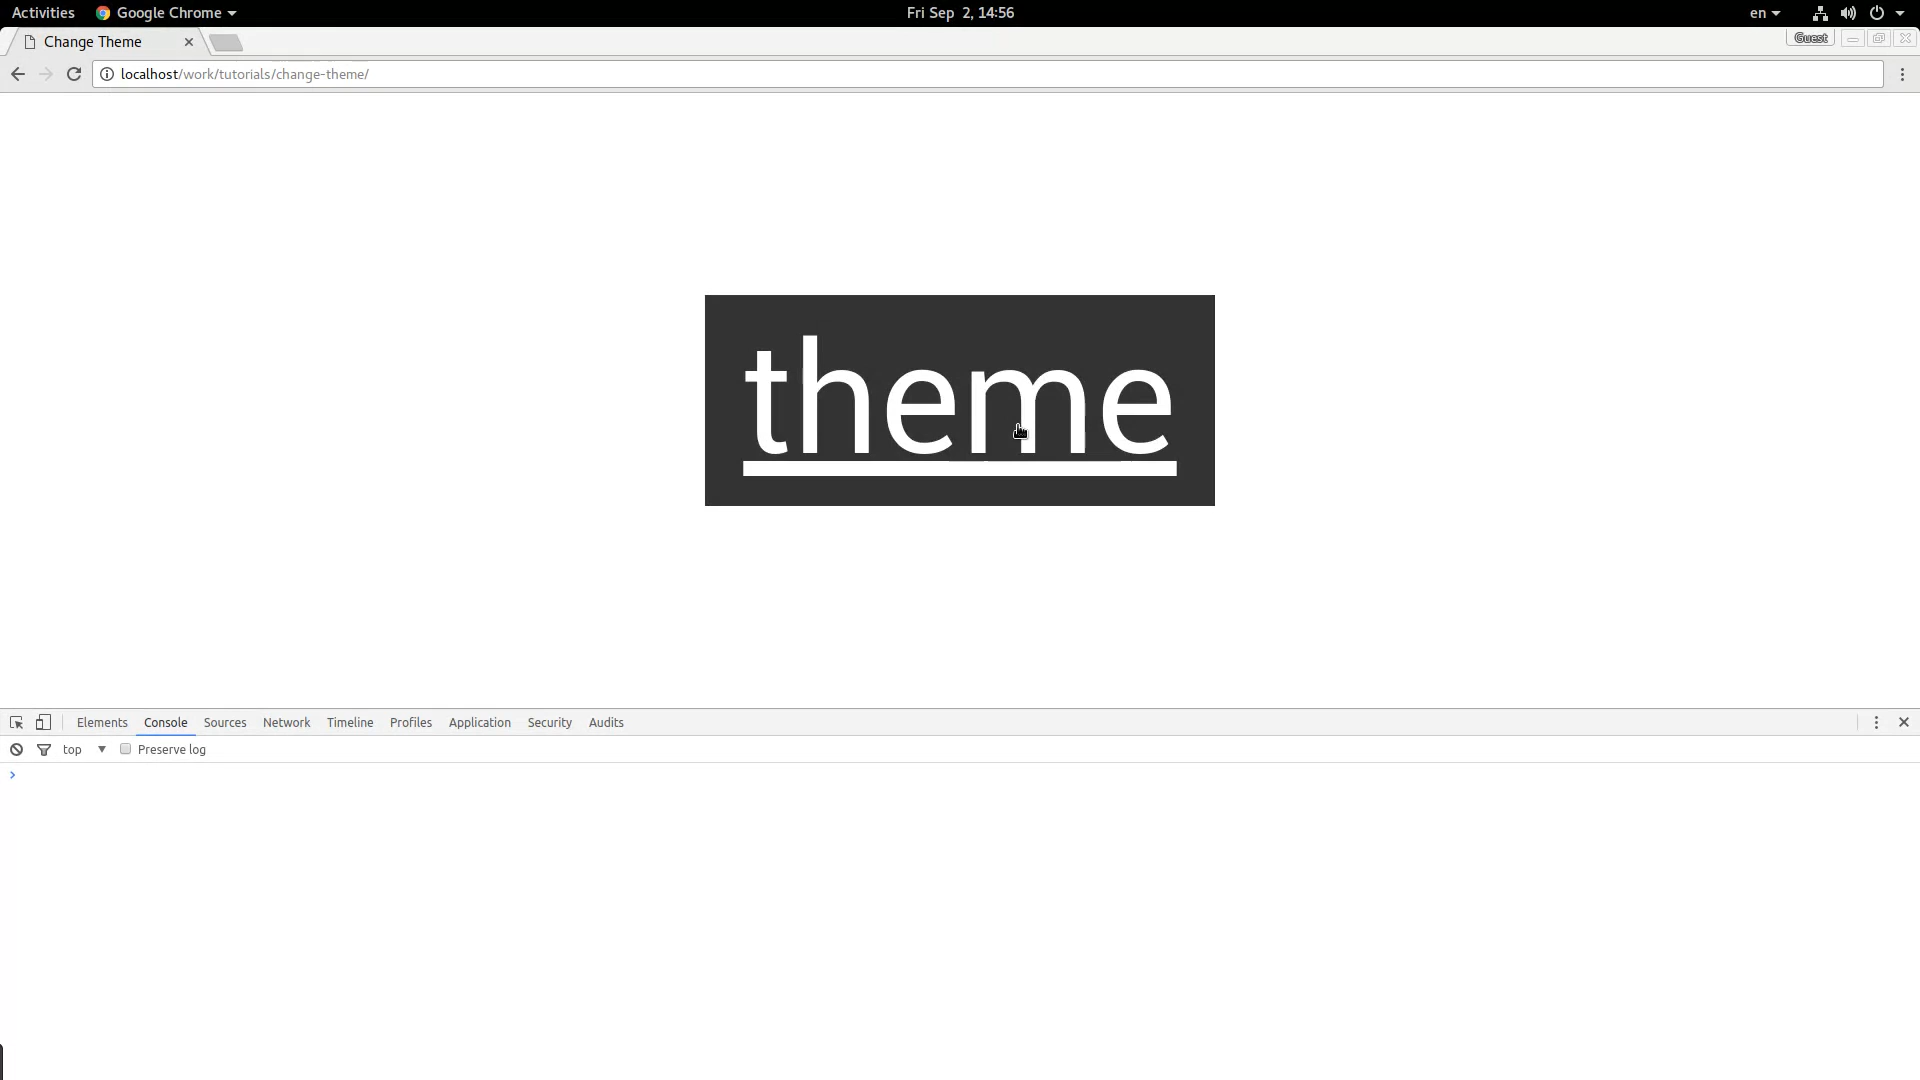 Activities Google Chrome Fri Sep 2, 14:56 en
Change Theme Guest
localhost/work/tutorials/change-theme/
theme
Elements Console Sources Network Timeline Profiles Application Security Audits
top Preserve log